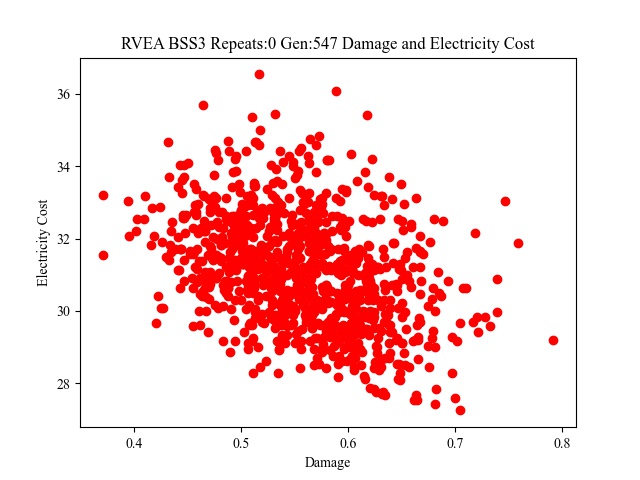 RVEA BSS3 Repeats:0 Gen:547 Damage and Electricity Cost
36
34
32
30
28
Electricity Cost
0.4 0.5 0.6 0.7 0.8
Damage